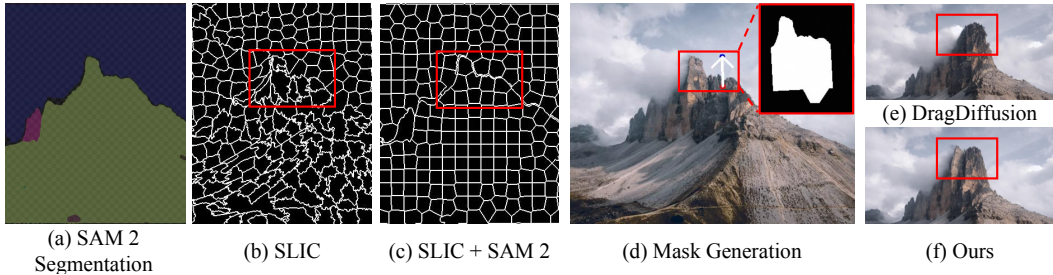 (a) SAM 2
Segmentation
(b) SLIC
(c) SLIC + SAM 2
(d) Mask Generation
(e) DragDiffusion
(f) Ours